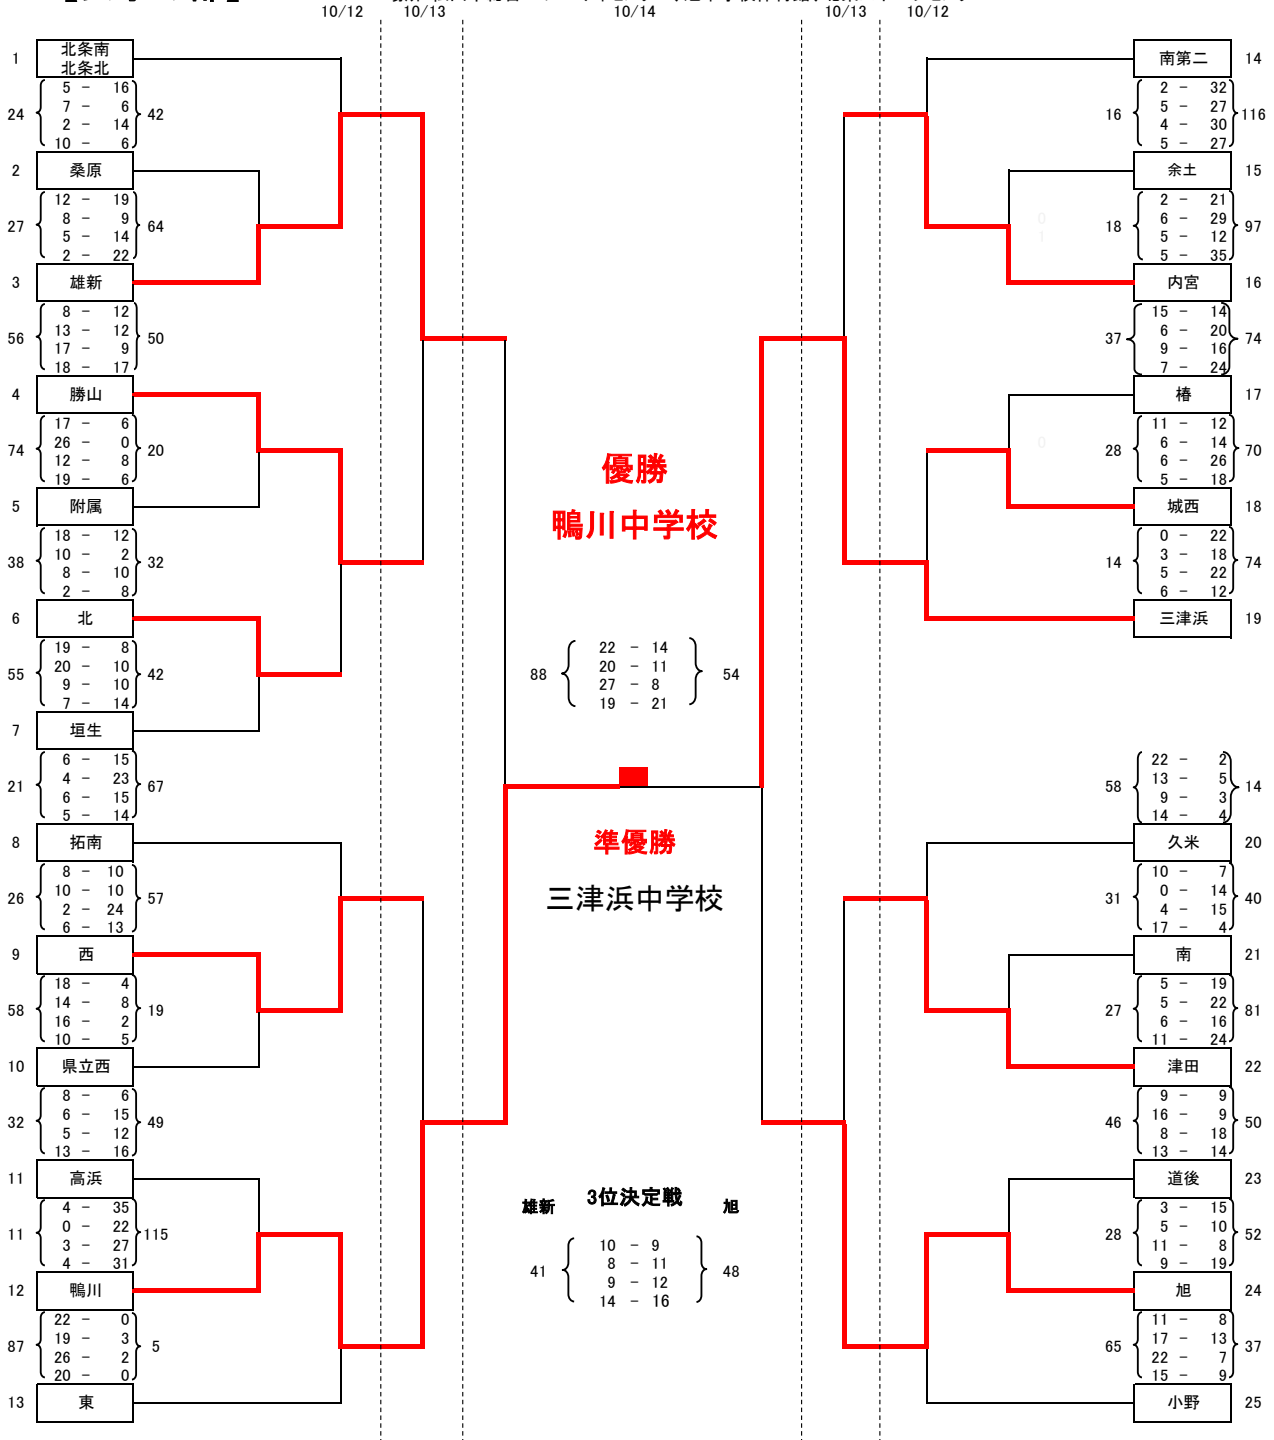 10/12 10/13 10/14 10/13 10/12
1 北条南
北条北
5 - 16
7 - 6
24 42
2 - 14
10 - 6
2 桑原
12 - 19
8 - 9
27 64
5 - 14
2 - 22
3 雄新
8 - 12
13 - 12
56 50
17 - 9
18 - 17
4 勝山
17 - 6
26 - 0
74 20
12 - 8
19 - 6
5 附属
18 - 12
10 - 2
38 32
8 - 10
2 - 8
6 北
19 - 8
20 - 10
55 42
9 - 10
7 - 14
7 垣生
6 - 15
4 - 23
21 67
6 - 15
5 - 14
8 拓南
8 - 10
10 - 10
26 57
2 - 24
6 - 13
9 西
18 - 4
14 - 8
58 19
16 - 2
10 - 5
10 県立西
8 - 6
6 - 15
32 49
5 - 12
13 - 16
11 高浜
4 - 35
0 - 22
11 115
3 - 27
4 - 31
12 鴨川
22 - 0
19 - 3
87 5
26 - 2
20 - 0
13 東
優勝
鴨川中学校
22 - 14
20 - 11
88 54
27 - 8
19 - 21
準優勝
三津浜中学校
雄新 3位決定戦 旭
10 - 9
8 - 11
41 48
9 - 12
14 - 16
南第二 14
2 - 32
5 - 27
16 116
4 - 30
5 - 27
余土 15
2 - 21
6 - 29
18 97
5 - 12
5 - 35
内宮 16
15 - 14
6 - 20
37 74
9 - 16
7 - 24
椿 17
11 - 12
6 - 14
28 70
6 - 26
5 - 18
城西 18
0 - 22
3 - 18
14 74
5 - 22
6 - 12
三津浜 19
22 - 2
13 - 5
58 14
9 - 3
14 - 4
久米 20
10 - 7
0 - 14
31 40
4 - 15
17 - 4
南 21
5 - 19
5 - 22
27 81
6 - 16
11 - 24
津田 22
9 - 9
16 - 9
46 50
8 - 18
13 - 14
道後 23
3 - 15
5 - 10
28 52
11 - 8
9 - 19
旭 24
11 - 8
17 - 13
65 37
22 - 7
15 - 9
小野 25